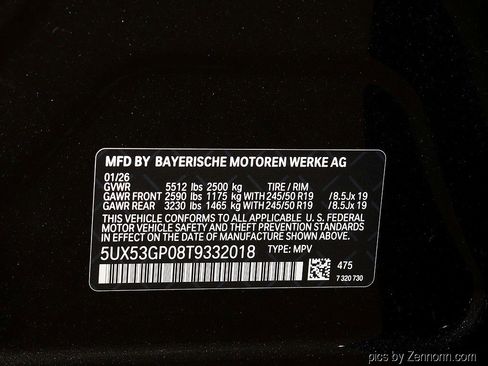 MFD BY BAYERISCHE MOTOREN WERKE AG
01/26
GVWR 5512 lbs 2500 kg TIRE / RIM
GAWR FRONT 2590 lbs 1175 kg WITH 245/50 R19 /8.5Jx 19
GAWR REAR 3230 lbs 1465 kg WITH 245/50 R19 /8.5Jx 19
THIS VEHICLE CONFORMS TO ALL APPLICABLE U. S. FEDERAL
MOTOR VEHICLE SAFETY AND THEFT PREVENTION STANDARDS
IN EFFECT ON THE DATE OF MANUFACTURE SHOWN ABOVE.
5UX53GP08T9332018 TYPE: MPV
475
7 320 730
pics by Zennonn.com